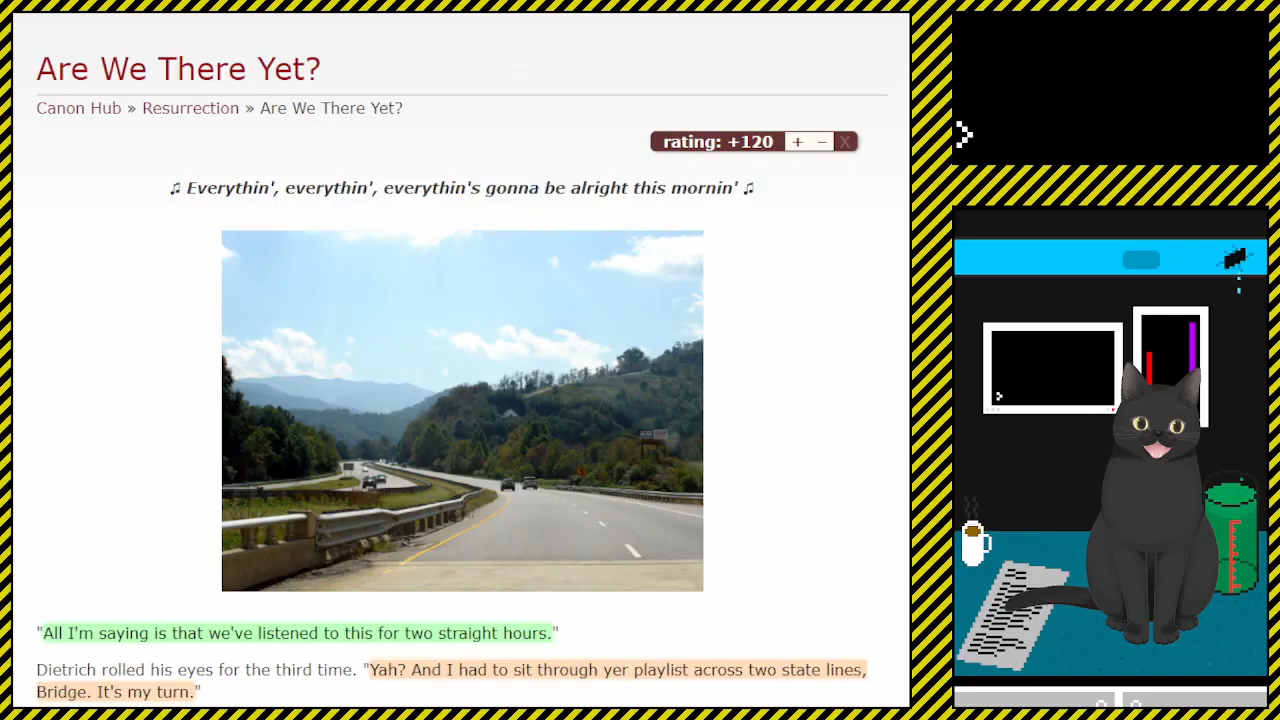 Are We There Yet?
Canon Hub » Resurrection » Are We There Yet?
rating: +120 + − X
♫ Everythin', everythin', everythin's gonna be alright this mornin' ♫
"All I'm saying is that we've listened to this for two straight hours."
Dietrich rolled his eyes for the third time. "Yah? And I had to sit through yer playlist across two state lines,
Bridge. It's my turn."